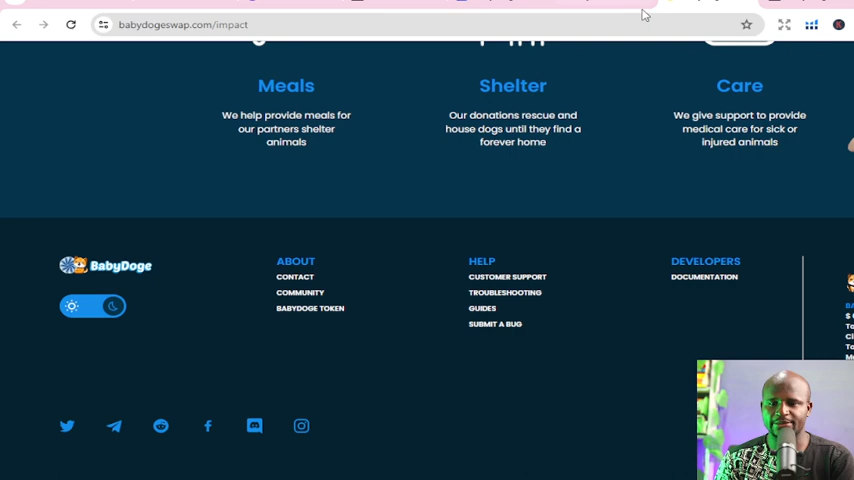 babydogeswap.com/impact
Meals
We help provide meals for
our partners shelter
animals
Shelter
Our donations rescue and
house dogs until they find a
forever home
Care
We give support to provide
medical care for sick or
injured animals
BabyDoge
ABOUT
CONTACT
COMMUNITY
BABYDOGE TOKEN
HELP
CUSTOMER SUPPORT
TROUBLESHOOTING
GUIDES
SUBMIT A BUG
DEVELOPERS
DOCUMENTATION